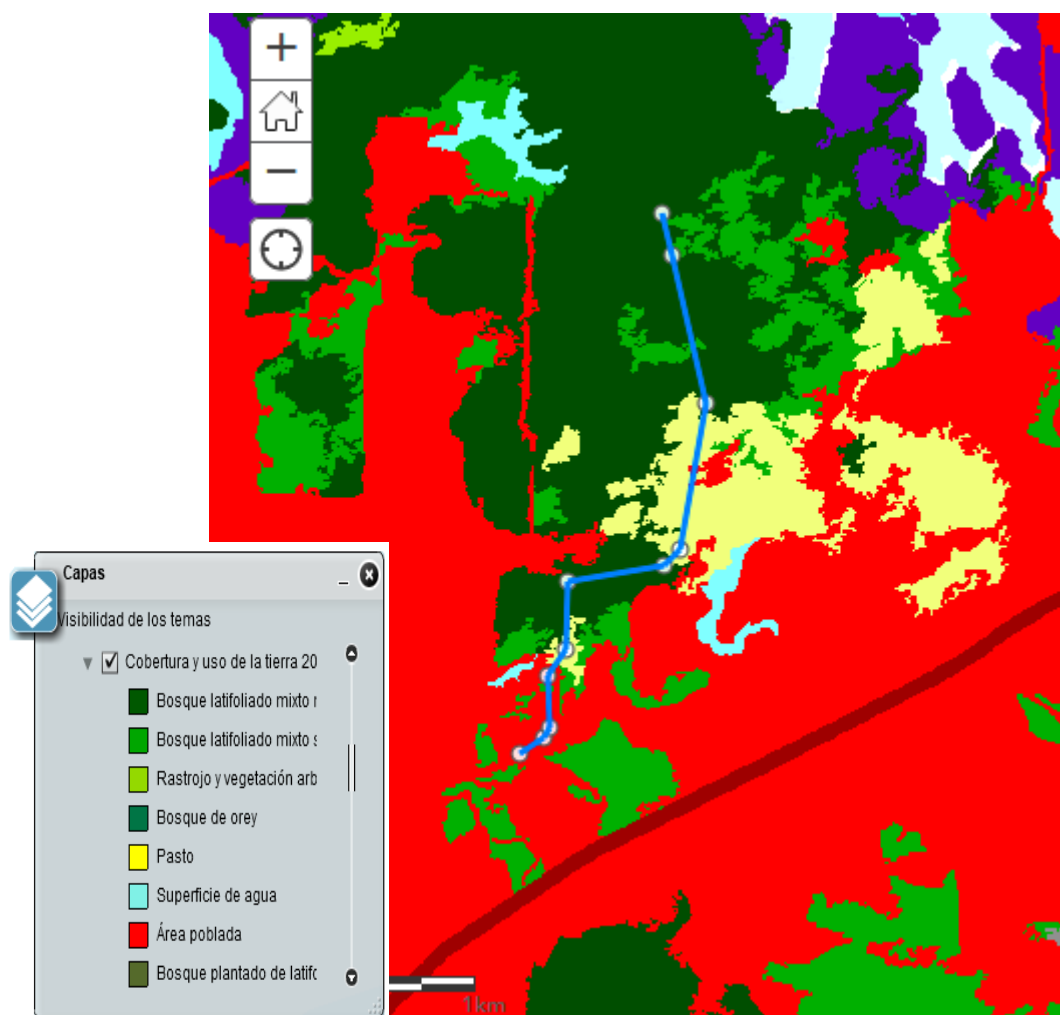 Capas
Visibilidad de los temas
Cobertura y uso de la tierra 20
Bosque latifoliado mixto
Bosque latifoliado mixto s
Rastrojo y vegetación arb
Bosque de orey
Pasto
Superficie de agua
Área poblada
Bosque plantado de latifo
1km